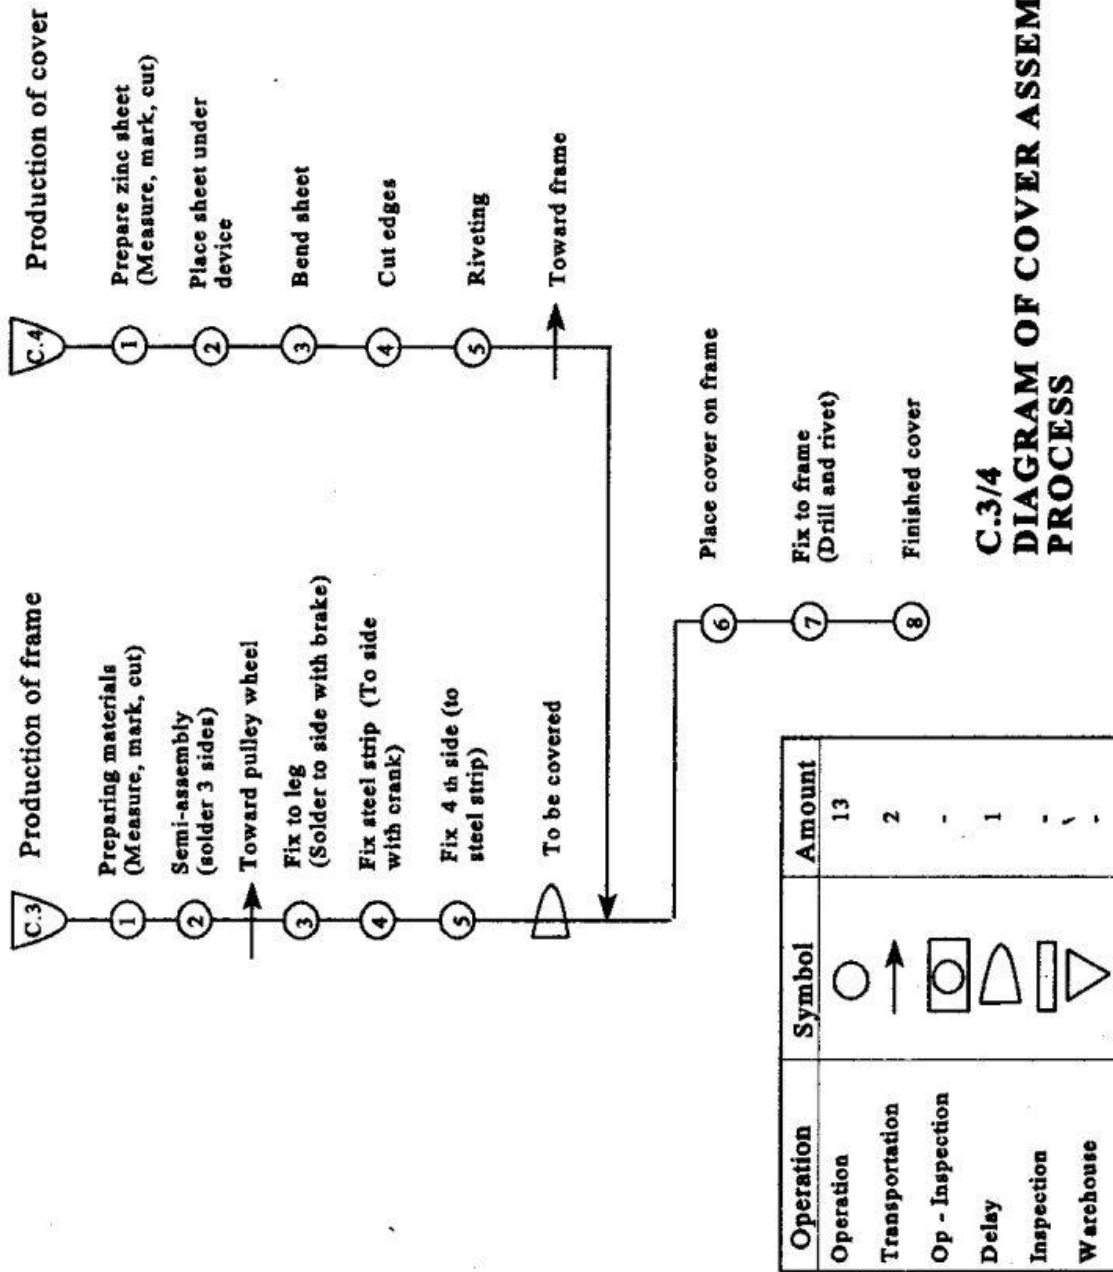 Production of frame
C.3
1
Preparing materials
(Measure, mark, cut)
2
Semi-assembly
(solder 3 sides)
Toward pulley wheel
3
Fix to leg
(Solder to side with brake)
4
Fix steel strip (To side
with crank)
5
Fix 4 th side (to
steel strip)
To be covered
Production of cover
C.4
1
Prepare zinc sheet
(Measure, mark, cut)
2
Place sheet under
device
3
Bend sheet
4
Cut edges
5
Riveting
Toward frame
6
Place cover on frame
7
Fix to frame
(Drill and rivet)
8
Finished cover
Operation Symbol Amount
Operation 13
Transportation 2
Op - Inspection -
Delay 1
Inspection -
Warehouse -
C.3/4
DIAGRAM OF COVER ASSEM
PROCESS